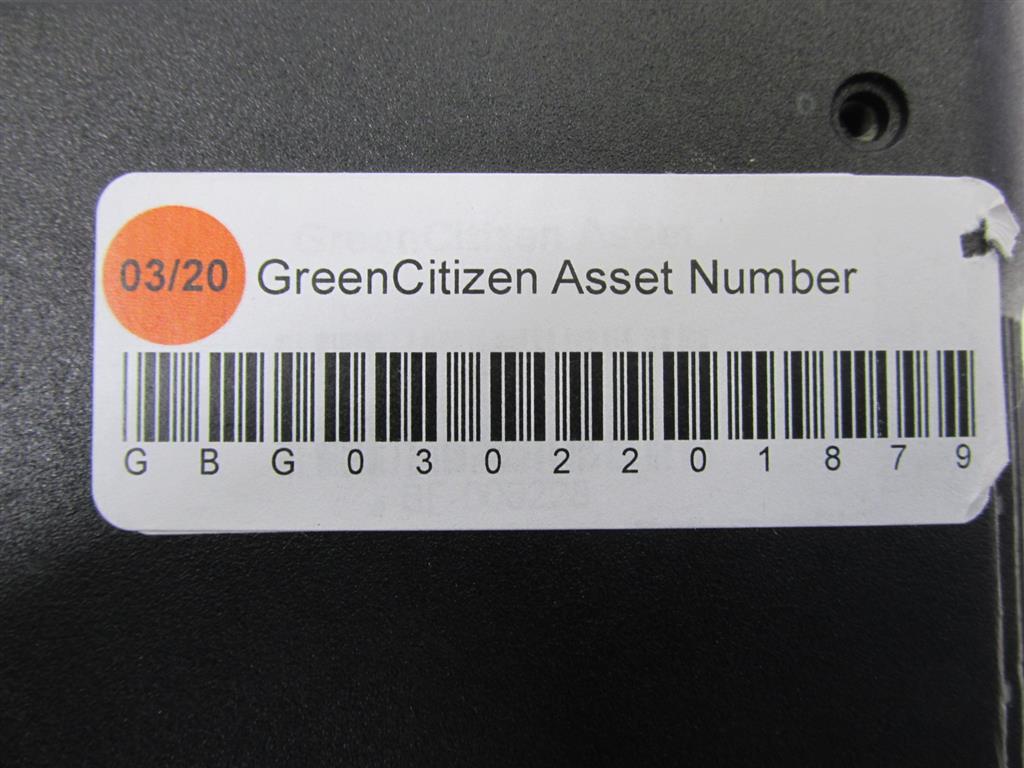 03/20 GreenCitizen Asset Number
G B G 0 3 0 2 2 0 1 8 7 9